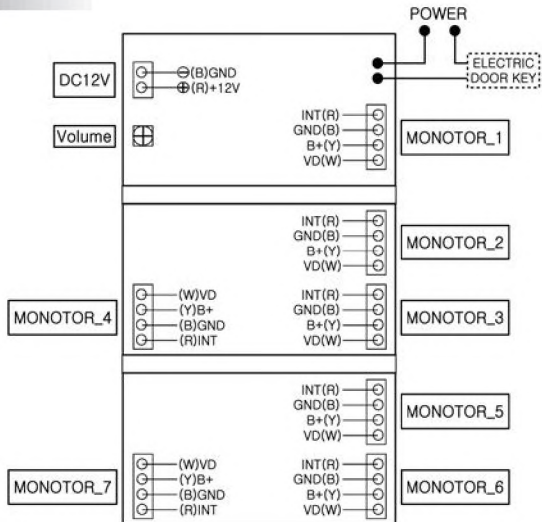 POWER
ELECTRIC
DOOR KEY
DC12V
⊖(B)GND
⊕(R)+12V
Volume
INT(R)
GND(B)
B+(Y)
VD(W)
MONOTOR_1
INT(R)
GND(B)
B+(Y)
VD(W)
MONOTOR_2
MONOTOR_4
(W)VD
(Y)B+
(B)GND
(R)INT
INT(R)
GND(B)
B+(Y)
VD(W)
MONOTOR_3
INT(R)
GND(B)
B+(Y)
VD(W)
MONOTOR_5
MONOTOR_7
(W)VD
(Y)B+
(B)GND
(R)INT
INT(R)
GND(B)
B+(Y)
VD(W)
MONOTOR_6